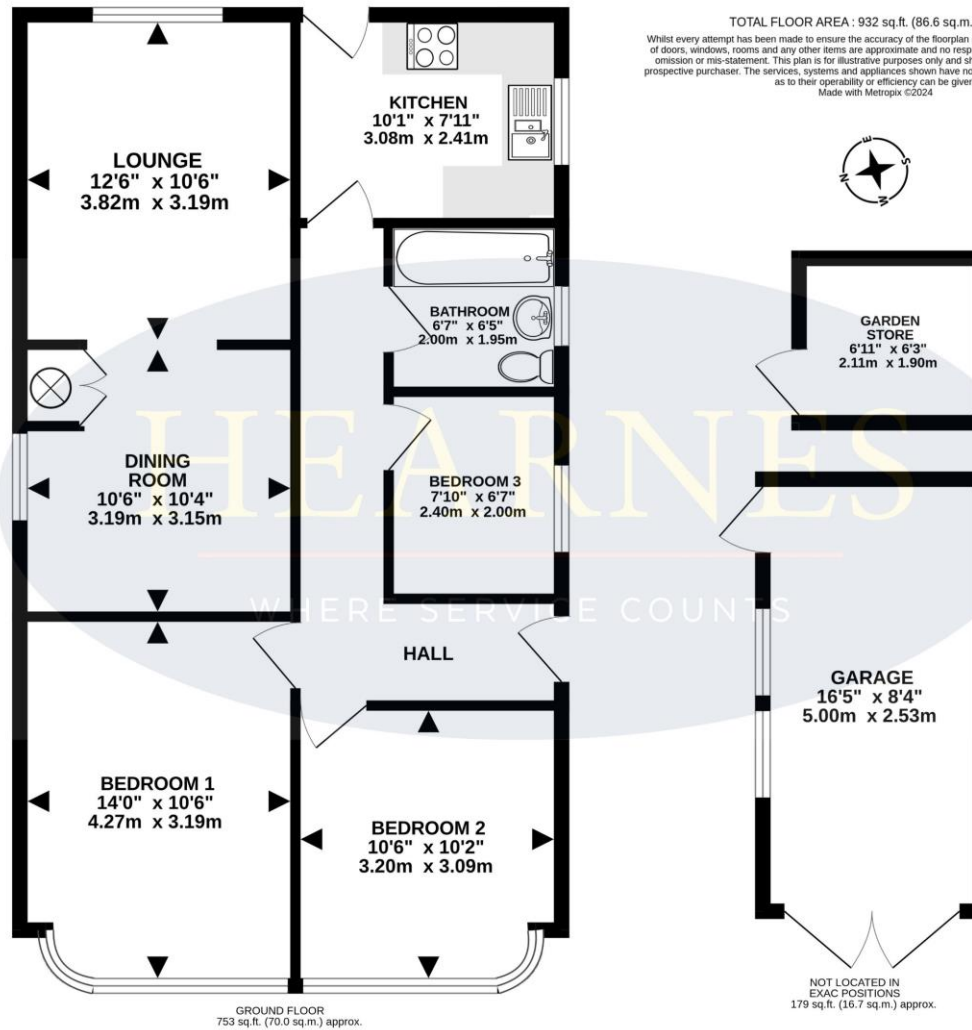 TOTAL FLOOR AREA : 932 sq.ft. (86.6 sq.m.
Whilst every attempt has been made to ensure the accuracy of the floorplan
of doors, windows, rooms and any other items are approximate and no resp
omission or mis-statement. This plan is for illustrative purposes only and sh
prospective purchaser. The services, systems and appliances shown have no
as to their operability or efficiency can be given
Made with Metropix ©2024
N
E
S
W
KITCHEN
10'1" x 7'11"
3.08m x 2.41m
LOUNGE
12'6" x 10'6"
3.82m x 3.19m
BATHROOM
6'7" x 6'5"
2.00m x 1.95m
GARDEN
STORE
6'11" x 6'3"
2.11m x 1.90m
HEARNES
WHERE SERVICE COUNTS
DINING
ROOM
10'6" x 10'4"
3.19m x 3.15m
BEDROOM 3
7'10" x 6'7"
2.40m x 2.00m
HALL
GARAGE
16'5" x 8'4"
5.00m x 2.53m
BEDROOM 1
14'0" x 10'6"
4.27m x 3.19m
BEDROOM 2
10'6" x 10'2"
3.20m x 3.09m
GROUND FLOOR
753 sq.ft. (70.0 sq.m.) approx.
NOT LOCATED IN
EXAC POSITIONS
179 sq.ft. (16.7 sq.m.) approx.